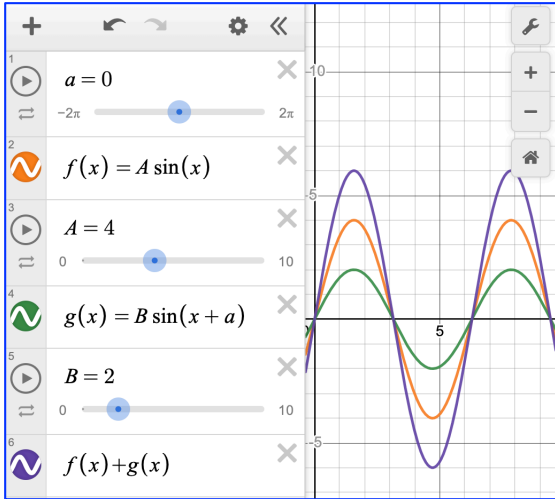 1
a = 0
−2π
2π
2
f(x) = A sin(x)
3
A = 4
0
10
4
g(x) = B sin(x + a)
5
B = 2
0
10
6
f(x)+g(x)
10
5
0
5
-5